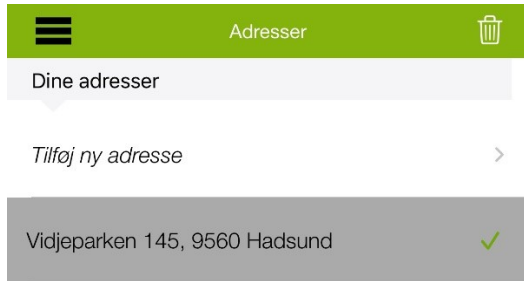 Adresser
Dine adresser
Tilføj ny adresse
Vidjeparken 145, 9560 Hadsund